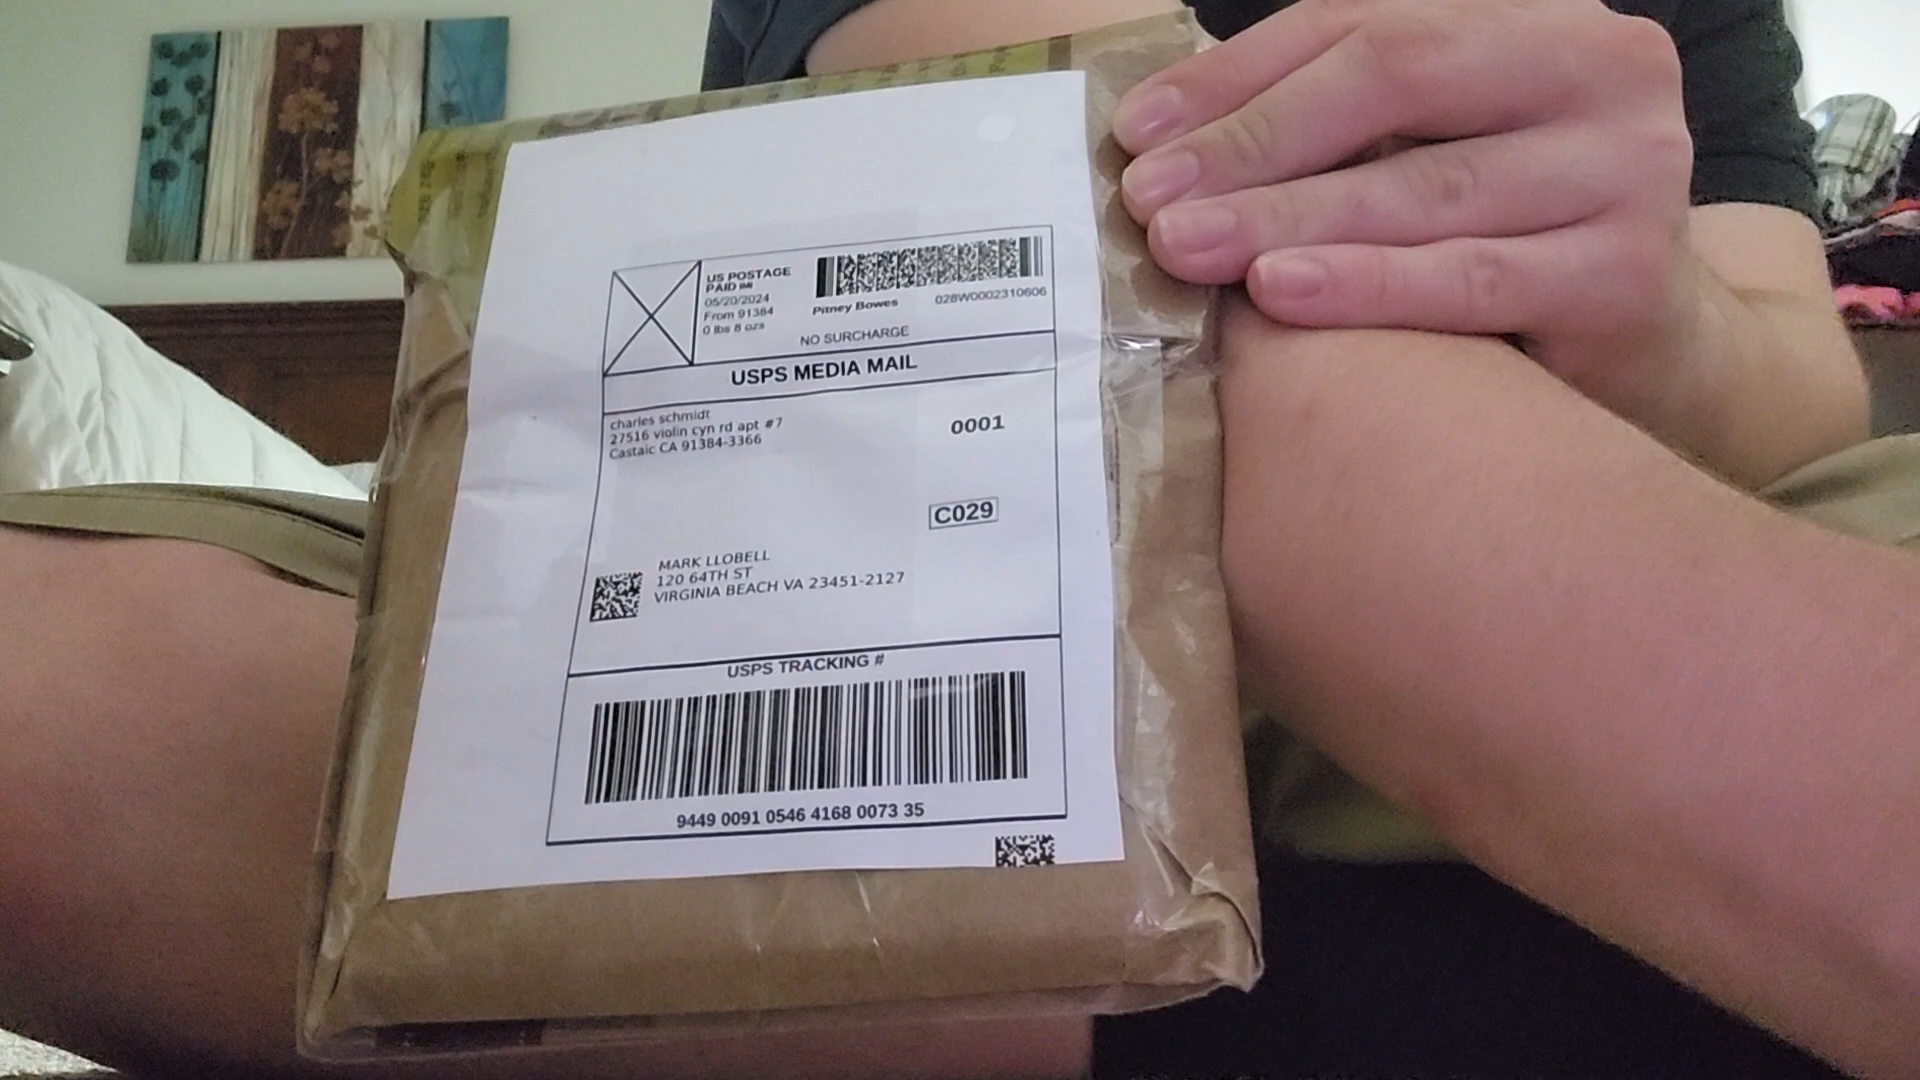 US POSTAGE
PAID IMI
05/20/2024
From 91384
0 lbs 8 ozs
Pitney Bowes
028W0002310606
NO SURCHARGE
USPS MEDIA MAIL
charles schmidt
27516 violin cyn rd apt #7
Castaic CA 91384-3366
0001
C029
MARK LLOBELL
120 64TH ST
VIRGINIA BEACH VA 23451-2127
USPS TRACKING #
9449 0091 0546 4168 0073 35